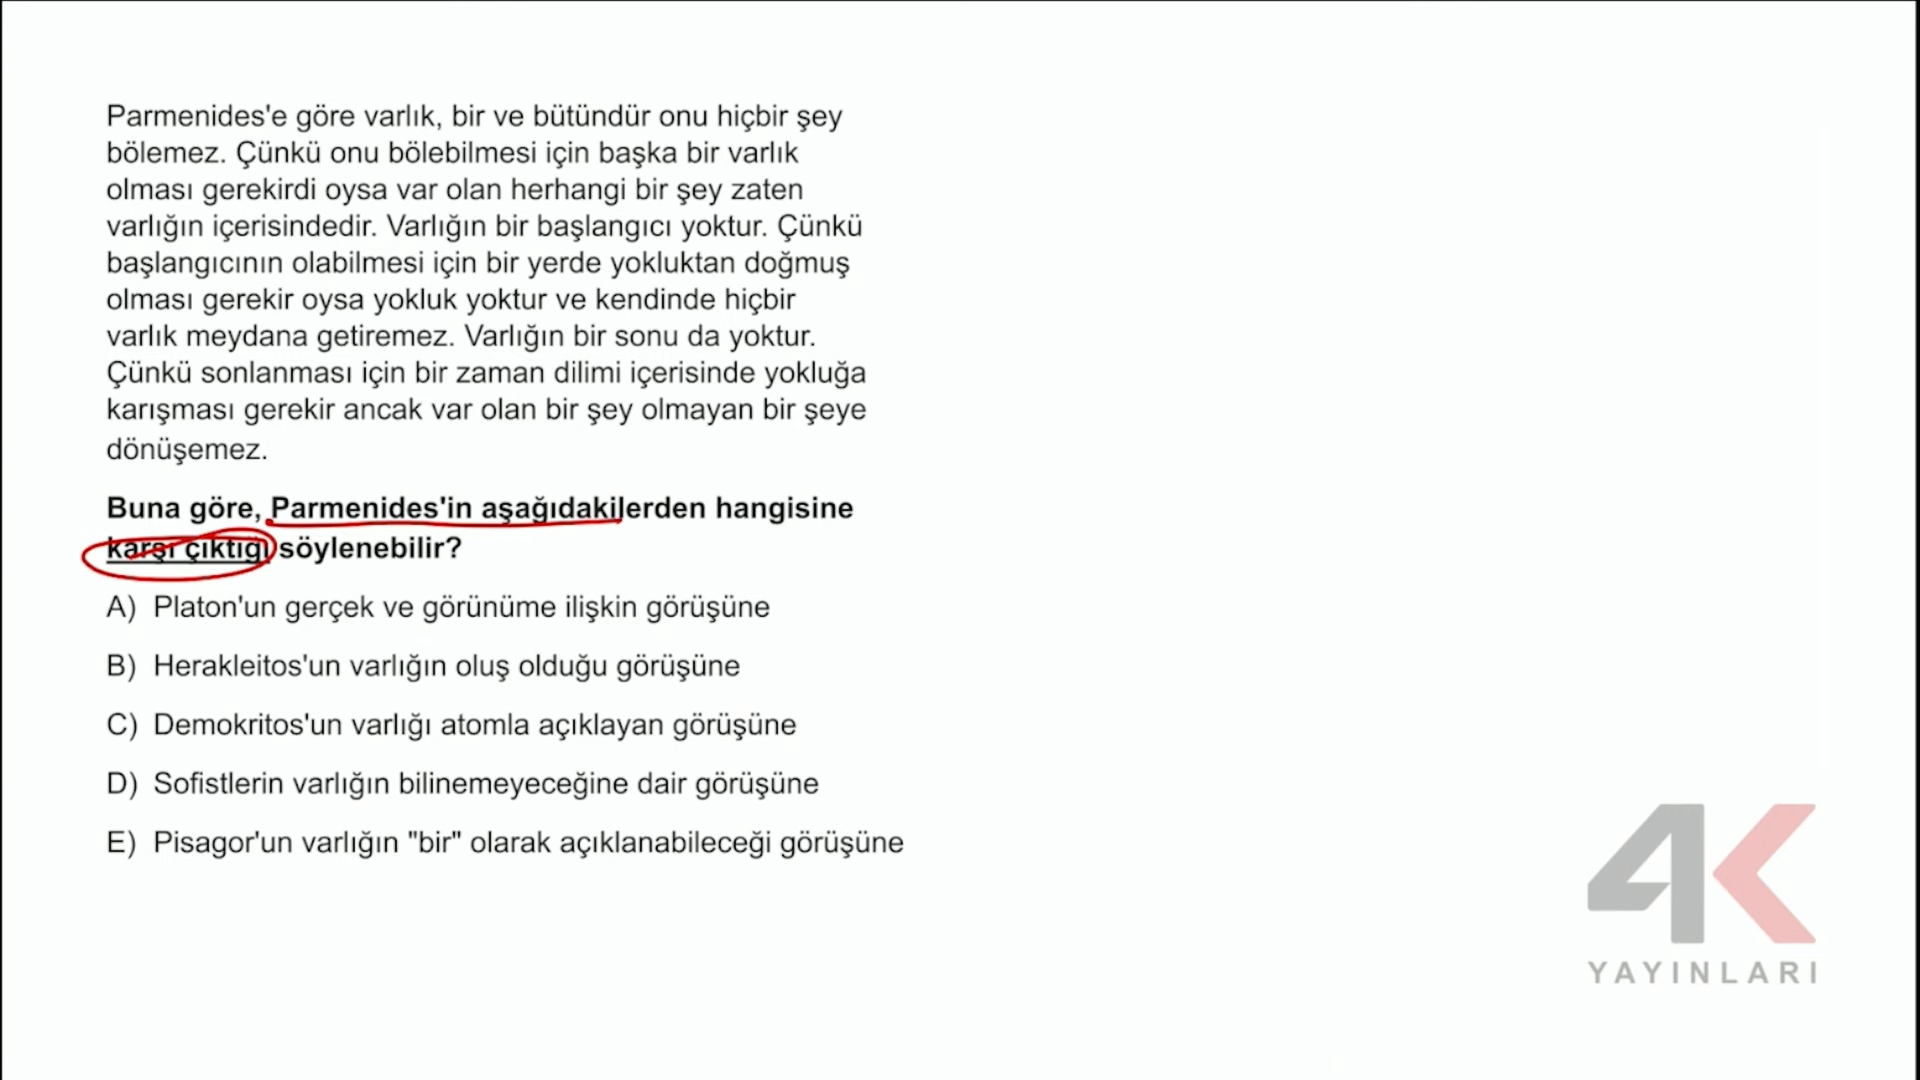 Parmenides'e göre varlık, bir ve bütündür onu hiçbir şey
bölemez. Çünkü onu bölebilmesi için başka bir varlık
olması gerekirdi oysa var olan herhangi bir şey zaten
varlığın içerisindedir. Varlığın bir başlangıcı yoktur. Çünkü
başlangıcının olabilmesi için bir yerde yokluktan doğmuş
olması gerekir oysa yokluk yoktur ve kendinde hiçbir
varlık meydana getiremez. Varlığın bir sonu da yoktur.
Çünkü sonlanması için bir zaman dilimi içerisinde yokluğa
karışması gerekir ancak var olan bir şey olmayan bir şeye
dönüşemez.
Buna göre, Parmenides'in aşağıdakilerden hangisine
karşı çıktığı söylenebilir?
A) Platon'un gerçek ve görünüme ilişkin görüşüne
B) Herakleitos'un varlığın oluş olduğu görüşüne
C) Demokritos'un varlığı atomla açıklayan görüşüne
D) Sofistlerin varlığın bilinemeyeceğine dair görüşüne
E) Pisagor'un varlığın "bir" olarak açıklanabileceği görüşüne
4K
YAYINLARI